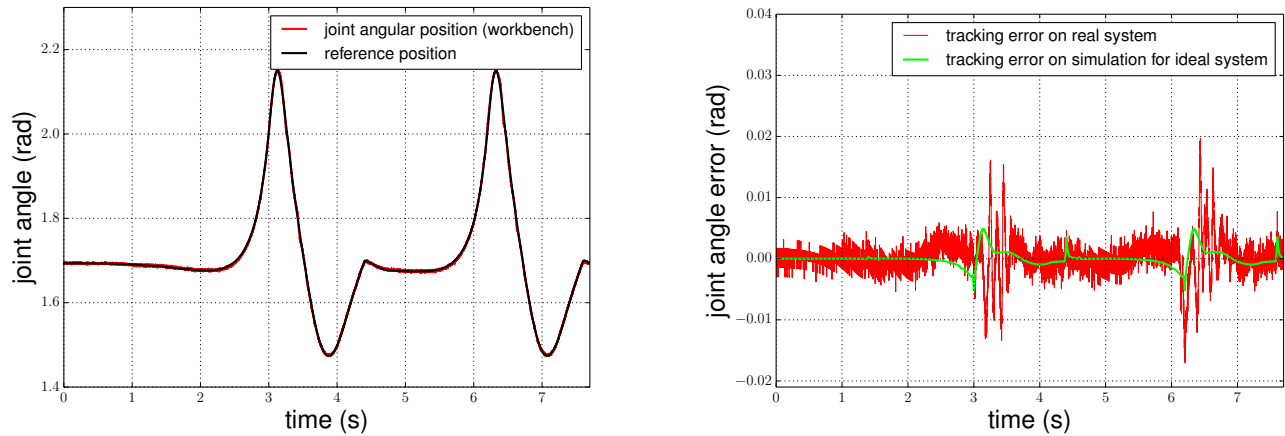 joint angular position (workbench)
reference position
joint angle (rad)
2.2
2.0
1.8
1.6
1.4
0 1 2 3 4 5 6 7
time (s)
tracking error on real system
tracking error on simulation for ideal system
joint angle error (rad)
0.04
0.03
0.02
0.01
0.00
−0.01
−0.02
0 1 2 3 4 5 6 7
time (s)